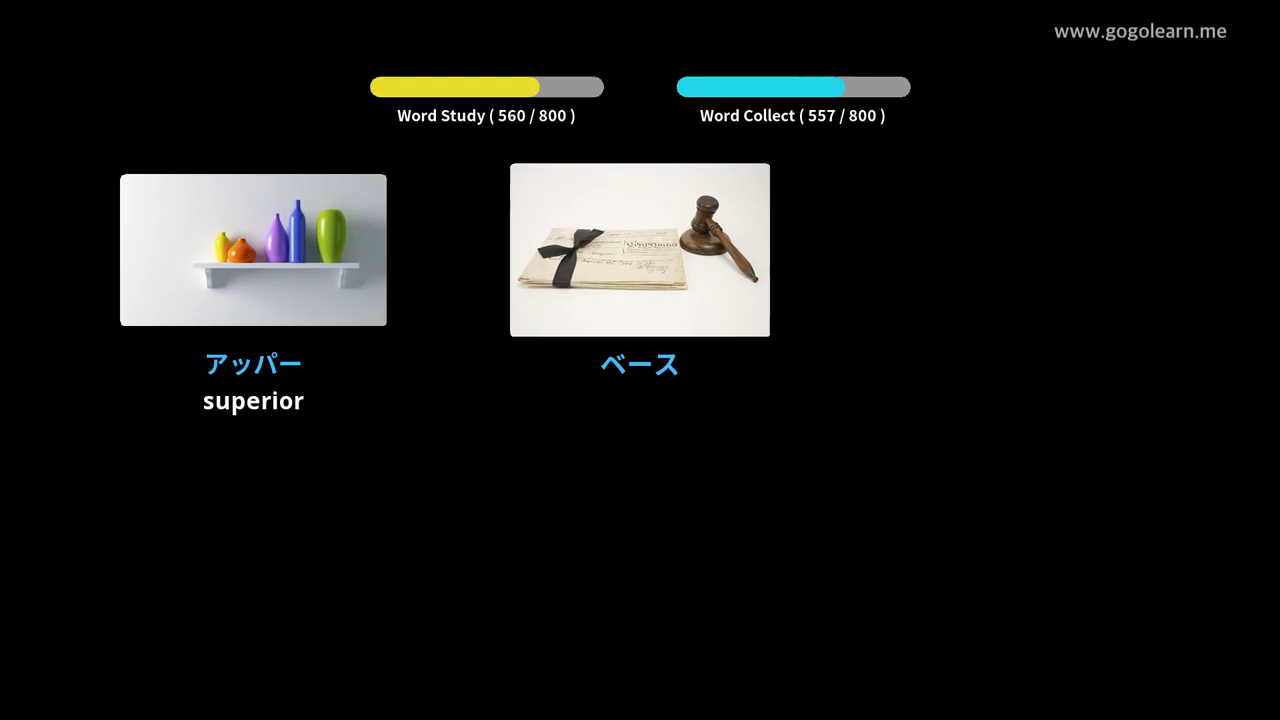 www.gogolearn.me
Word Study ( 560 / 800 )
Word Collect ( 557 / 800 )
アッパー
ベース
superior